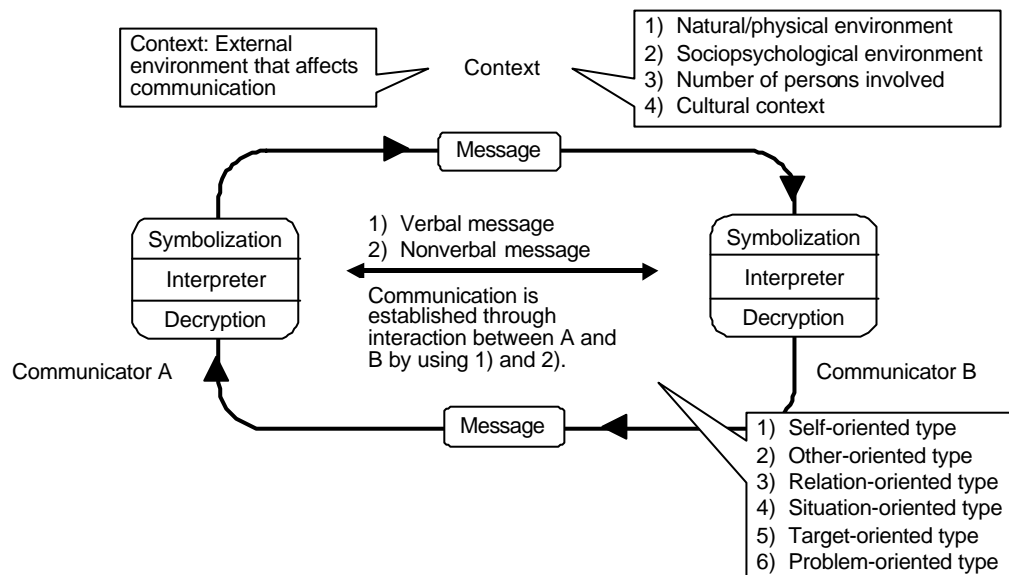 Context: External
environment that affects
communication
Context
1) Natural/physical environment
2) Sociopsychological environment
3) Number of persons involved
4) Cultural context
Message
Symbolization
Interpreter
Decryption
Communicator A
1) Verbal message
2) Nonverbal message
Communication is
established through
interaction between A and
B by using 1) and 2).
Symbolization
Interpreter
Decryption
Communicator B
Message
1) Self-oriented type
2) Other-oriented type
3) Relation-oriented type
4) Situation-oriented type
5) Target-oriented type
6) Problem-oriented type